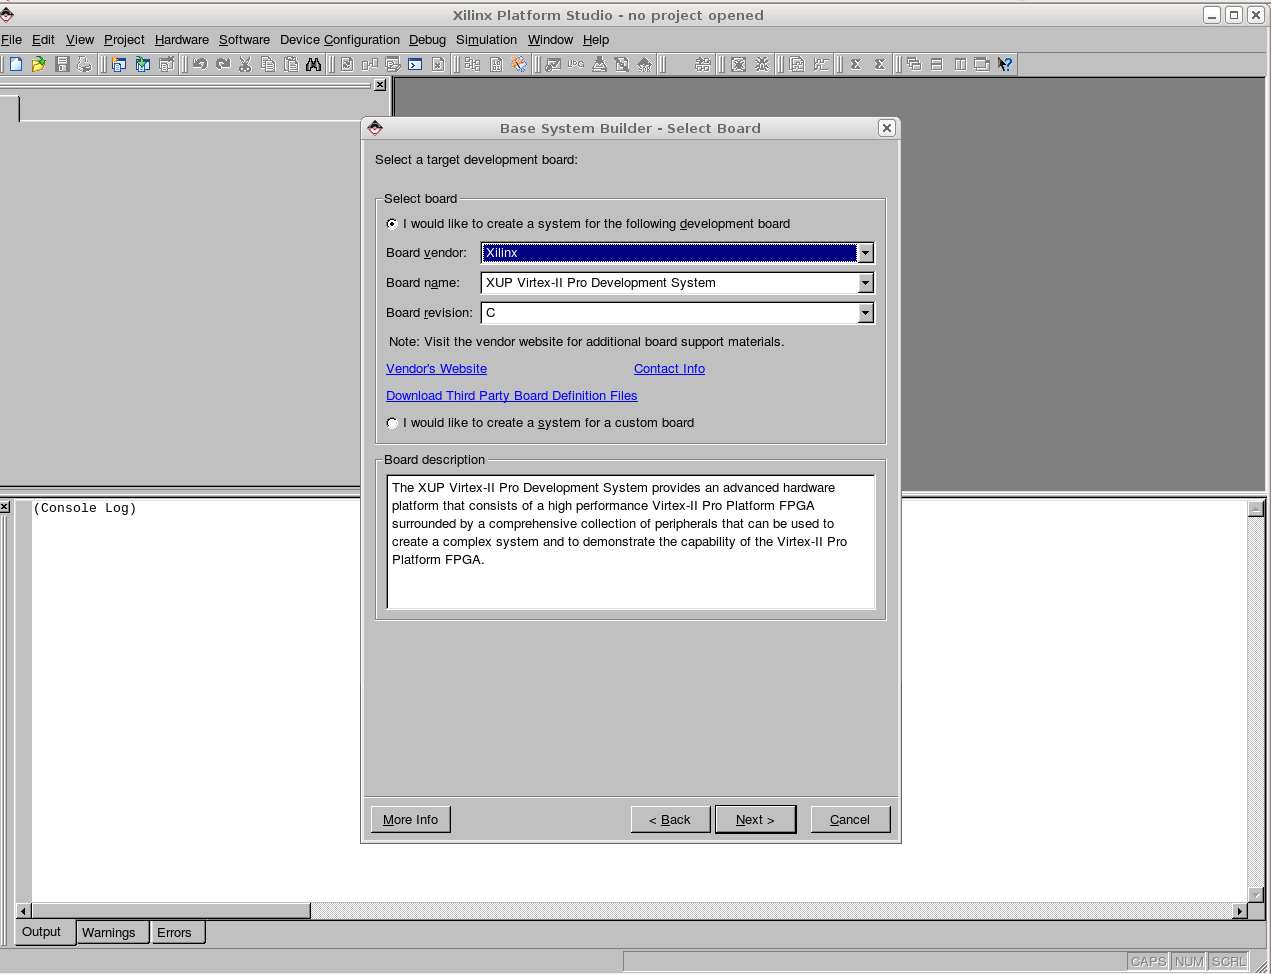 Xilinx Platform Studio - no project opened
File Edit View Project Hardware Software Device Configuration Debug Simulation Window Help
Base System Builder - Select Board
Select a target development board:
Select board
I would like to create a system for the following development board
Board vendor: Xilinx
Board name: XUP Virtex-II Pro Development System
Board revision: C
Note: Visit the vendor website for additional board support materials.
Vendor's Website Contact Info
Download Third Party Board Definition Files
I would like to create a system for a custom board
Board description
The XUP Virtex-II Pro Development System provides an advanced hardware
platform that consists of a high performance Virtex-II Pro Platform FPGA
surrounded by a comprehensive collection of peripherals that can be used to
create a complex system and to demonstrate the capability of the Virtex-II Pro
Platform FPGA.
More Info < Back Next > Cancel
(Console Log)
Output Warnings Errors
CAPS NUM SCRL